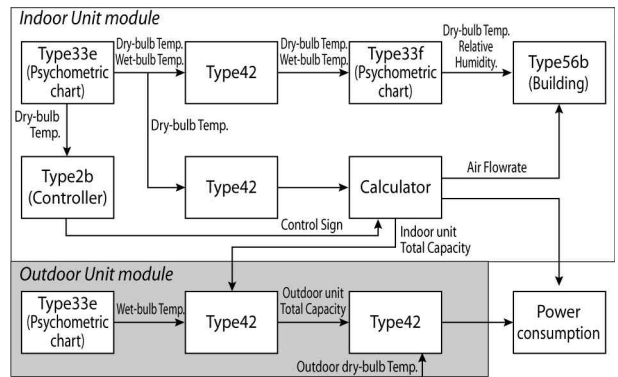 Indoor Unit module
Type33e
(Psychometric
chart)
Dry-bulb Temp.
Wet-bulb Temp.
Type42
Dry-bulb Temp.
Wet-bulb Temp.
Type33f
(Psychometric
chart)
Dry-bulb Temp.
Relative
Humidity.
Type56b
(Building)
Dry-bulb
Temp.
Dry-bulb Temp.
Type2b
(Controller)
Type42
Calculator
Air Flowrate
Control Sign
Indoor unit
Total Capacity
Outdoor Unit module
Type33e
(Psychometric
chart)
Wet-bulb Temp.
Type42
Outdoor unit
Total Capacity
Type42
Power
consumption
Outdoor dry-bulb Temp.